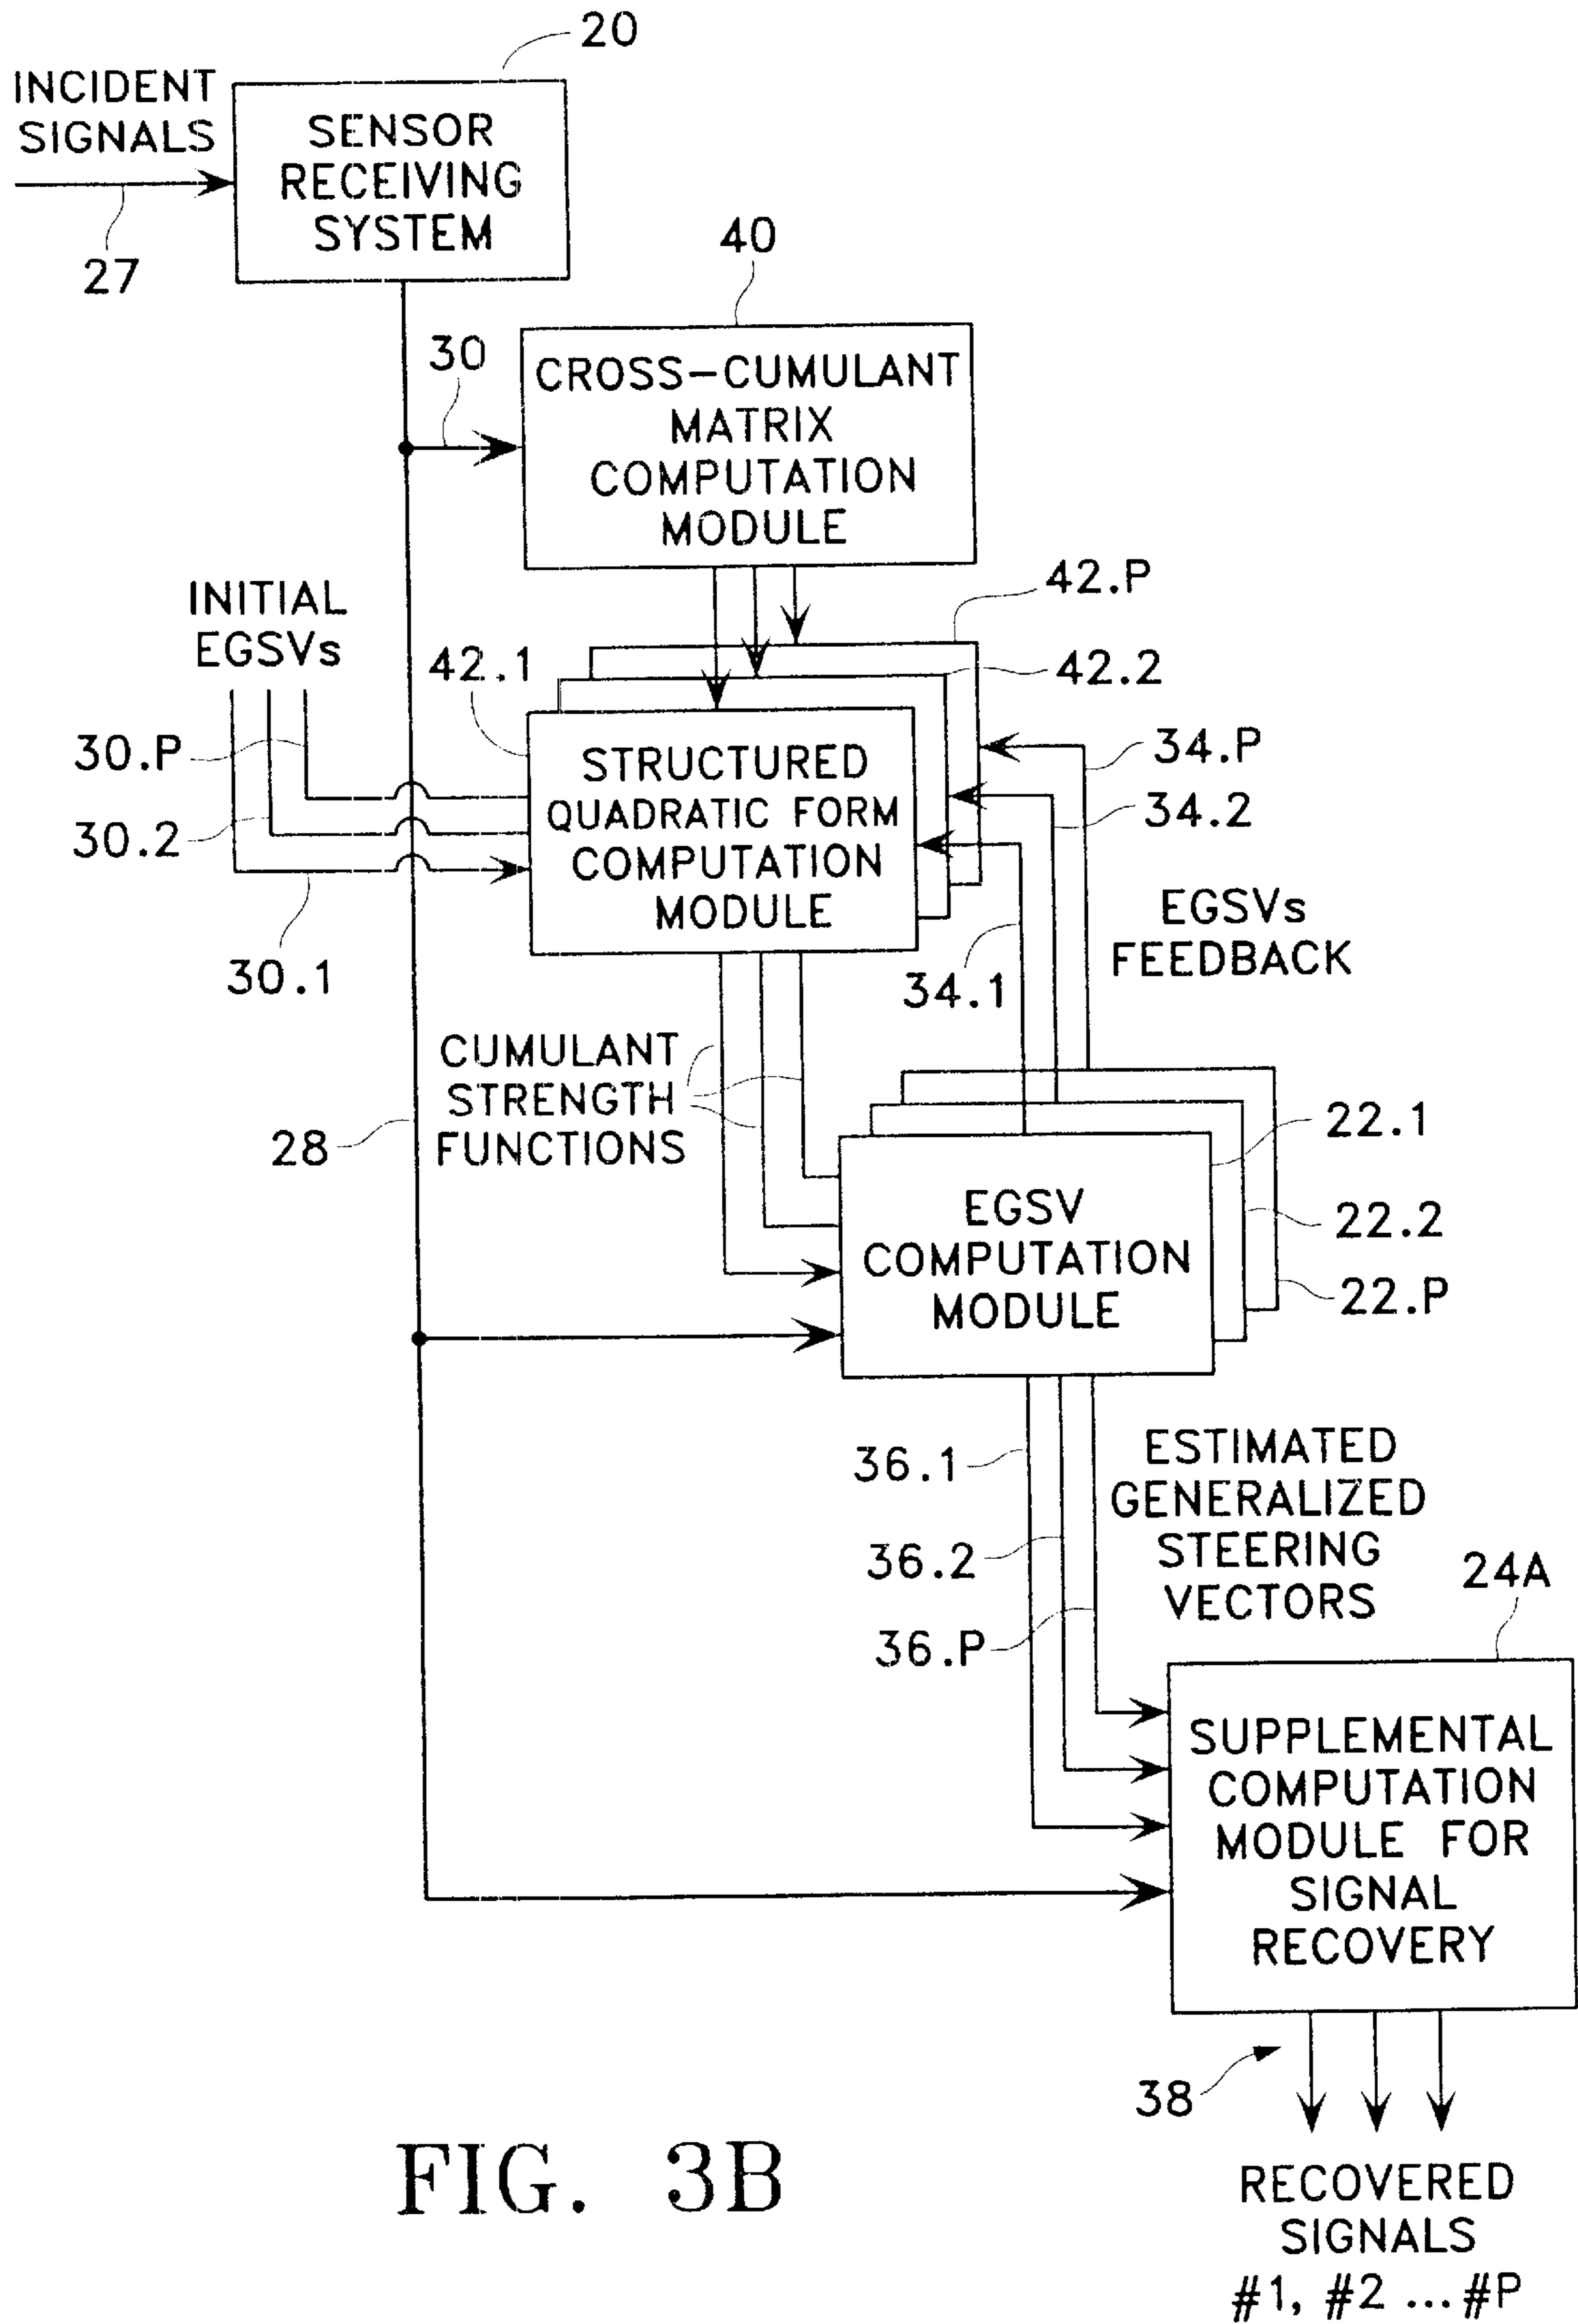 20
INCIDENT
SIGNALS
27
SENSOR
RECEIVING
SYSTEM
40
30
CROSS-CUMULANT
MATRIX
COMPUTATION
MODULE
INITIAL
EGSVs
42.P
42.1
42.2
30.P
30.2
30.1
STRUCTURED
QUADRATIC FORM
COMPUTATION
MODULE
34.P
34.2
34.1
EGSVs
FEEDBACK
CUMULANT
STRENGTH
FUNCTIONS
28
22.1
22.2
22.P
EGSV
COMPUTATION
MODULE
36.1
36.2
36.P
ESTIMATED
GENERALIZED
STEERING
VECTORS
24A
SUPPLEMENTAL
COMPUTATION
MODULE FOR
SIGNAL
RECOVERY
38
FIG. 3B
RECOVERED
SIGNALS
#1, #2 ... #P